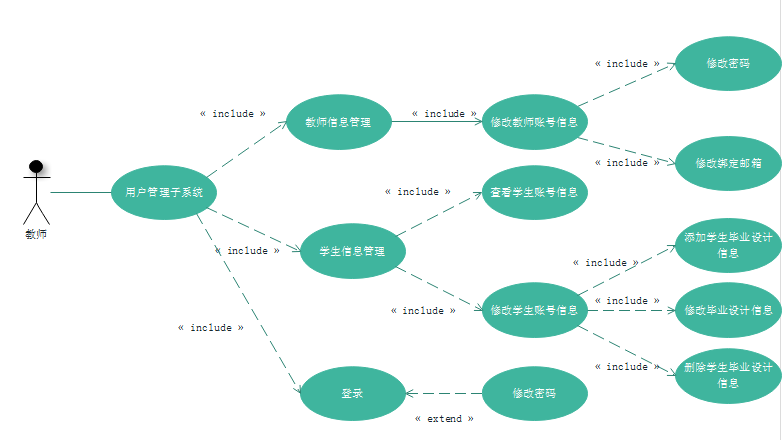 修改密码
« include »
教师信息管理
« include »
« include »
修改教师账号信息
« include »
修改绑定邮箱
用户管理子系统
« include »
查看学生账号信息
教师
« include »
学生信息管理
添加学生毕业设计
信息
« include »
« include »
修改学生账号信息
« include »
修改毕业设计信息
« include »
« include »
删除学生毕业设计
信息
登录
修改密码
« extend »